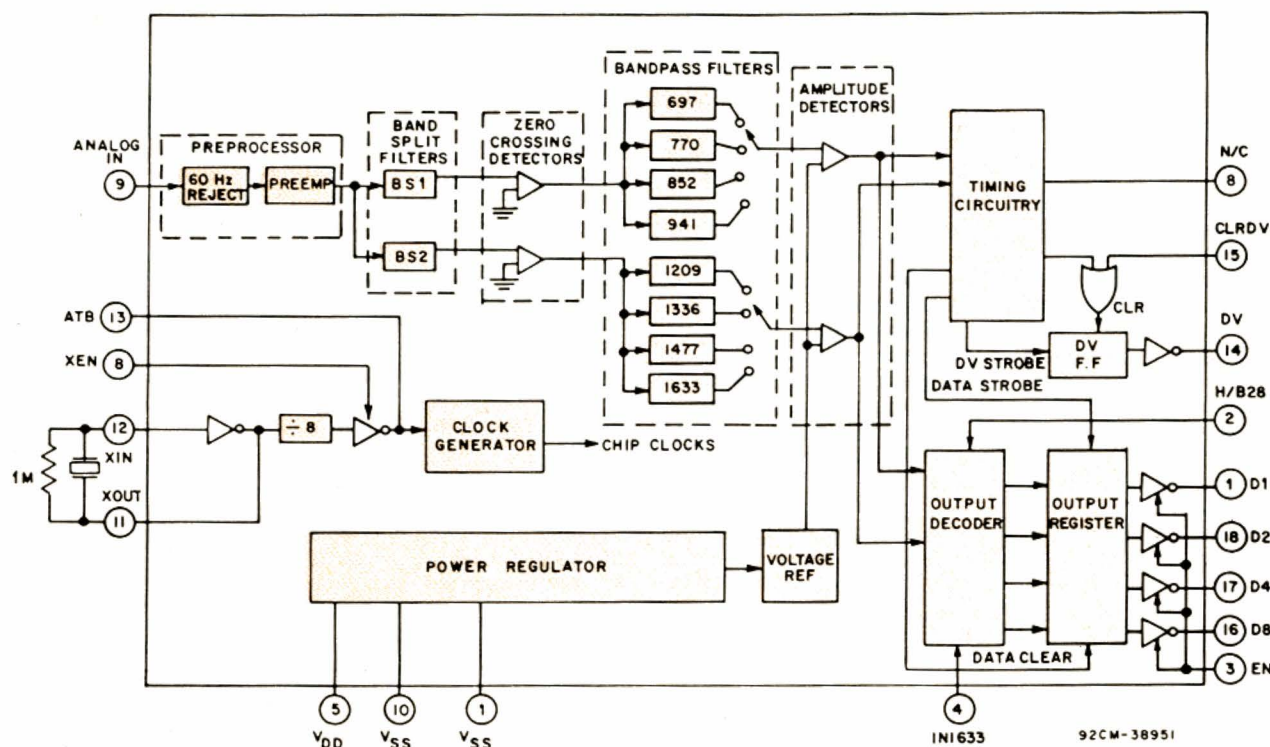 BANDPASS FILTERS
AMPLITUDE
DETECTORS
697
770
852
941
1209
1336
1477
1633
BAND
SPLIT
FILTERS
BS1
BS2
ZERO
CROSSING
DETECTORS
PREPROCESSOR
60 Hz
REJECT
PREEMP
ANALOG
IN
9
TIMING
CIRCUITRY
N/C
8
CLRDV
15
CLR
DV
14
DV STROBE
DV
F.F
DATA STROBE
H/B28
2
ATB
13
XEN
8
12
XIN
1M
XOUT
11
÷ 8
CLOCK
GENERATOR
CHIP CLOCKS
POWER REGULATOR
VOLTAGE
REF
OUTPUT
DECODER
OUTPUT
REGISTER
1 D1
18 D2
17 D4
16 D8
3 EN
DATA CLEAR
5
VDD
10
VSS
1
VSS
4
IN1633
92CM-38951